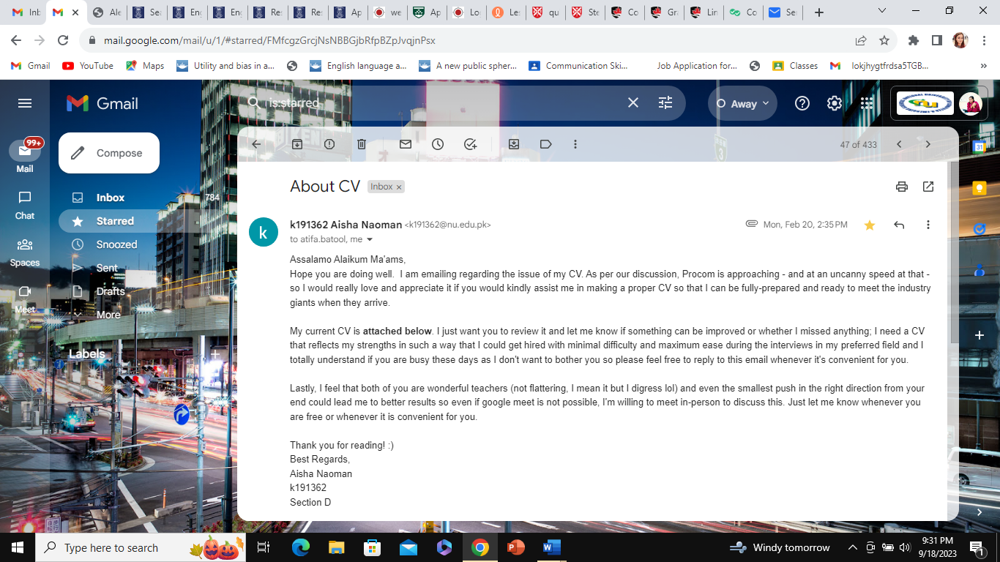 Inb
Ale
Sea
Eng
Eng
Res
Res
Ap
we
Ap
Lo
Les
qu
Ste
Co
Gra
Lin
Co
Ser
mail.google.com/mail/u/1/#starred/FMfcgzGrcjNsNBBGjbRfpBZpJvqjnPsx
Gmail
YouTube
Maps
Utility and bias in a...
English language a...
A new public spher...
Communication Ski...
Job Application for...
Classes
lokjhygtfrdsa5TGB...
»
Gmail
is:starred
Away
99+
Mail
Chat
Spaces
Meet
Compose
Inbox 784
Starred
Snoozed
Sent
Drafts
More
Labels
47 of 433
About CV
Inbox ×
k191362 Aisha Naoman <k191362@nu.edu.pk>
Mon, Feb 20, 2:35 PM
to atifa.batool, me
k
Assalamo Alaikum Ma'ams,
Hope you are doing well.  I am emailing regarding the issue of my CV. As per our discussion, Procom is approaching - and at an uncanny speed at that -
so I would really love and appreciate it if you would kindly assist me in making a proper CV so that I can be fully-prepared and ready to meet the industry
giants when they arrive.
My current CV is attached below. I just want you to review it and let me know if something can be improved or whether I missed anything; I need a CV
that reflects my strengths in such a way that I could get hired with minimal difficulty and maximum ease during the interviews in my preferred field and I
totally understand if you are busy these days as I don't want to bother you so please feel free to reply to this email whenever it's convenient for you.
Lastly, I feel that both of you are wonderful teachers (not flattering, I mean it but I digress lol) and even the smallest push in the right direction from your
end could lead me to better results so even if google meet is not possible, I'm willing to meet in-person to discuss this. Just let me know whenever you
are free or whenever it is convenient for you.
Thank you for reading! :)
Best Regards,
Aisha Naoman
k191362
Section D
31
Type here to search
Windy tomorrow
9:31 PM
9/18/2023
1